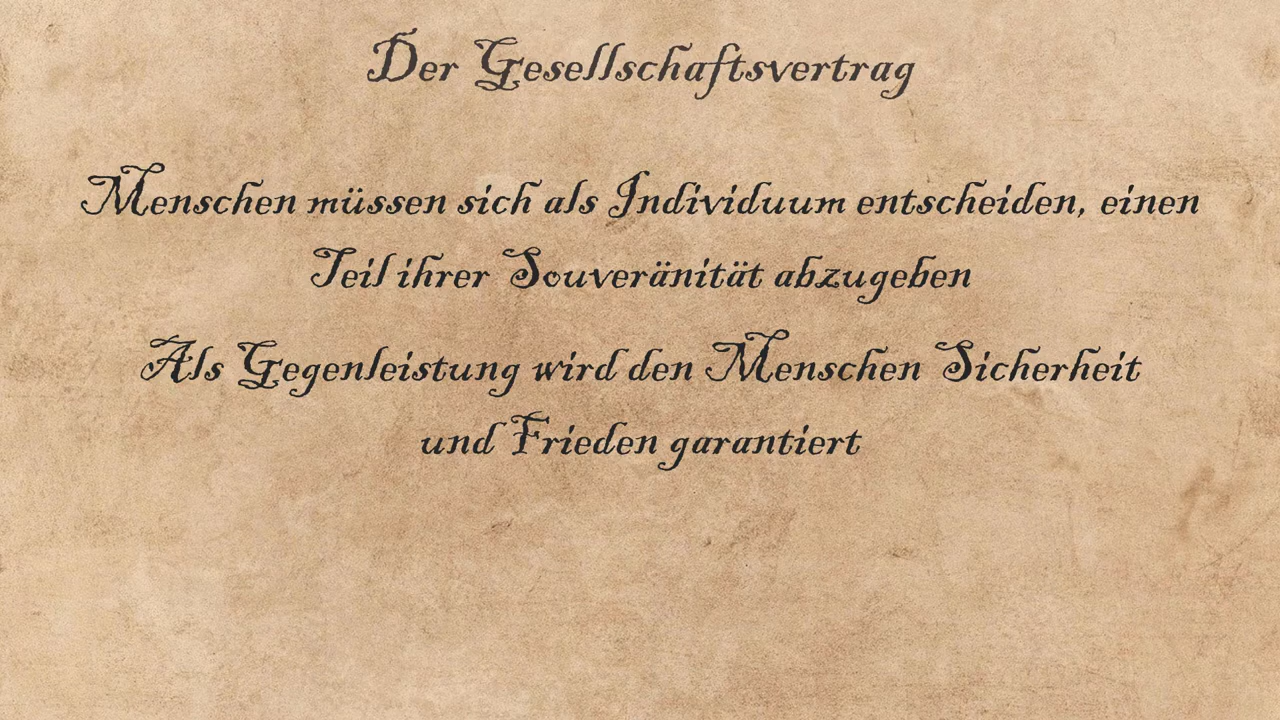 Der Gesellschaftsvertrag
Menschen müssen sich als Individuum entscheiden, einen
Teil ihrer Souveränität abzugeben
Als Gegenleistung wird den Menschen Sicherheit
und Frieden garantiert